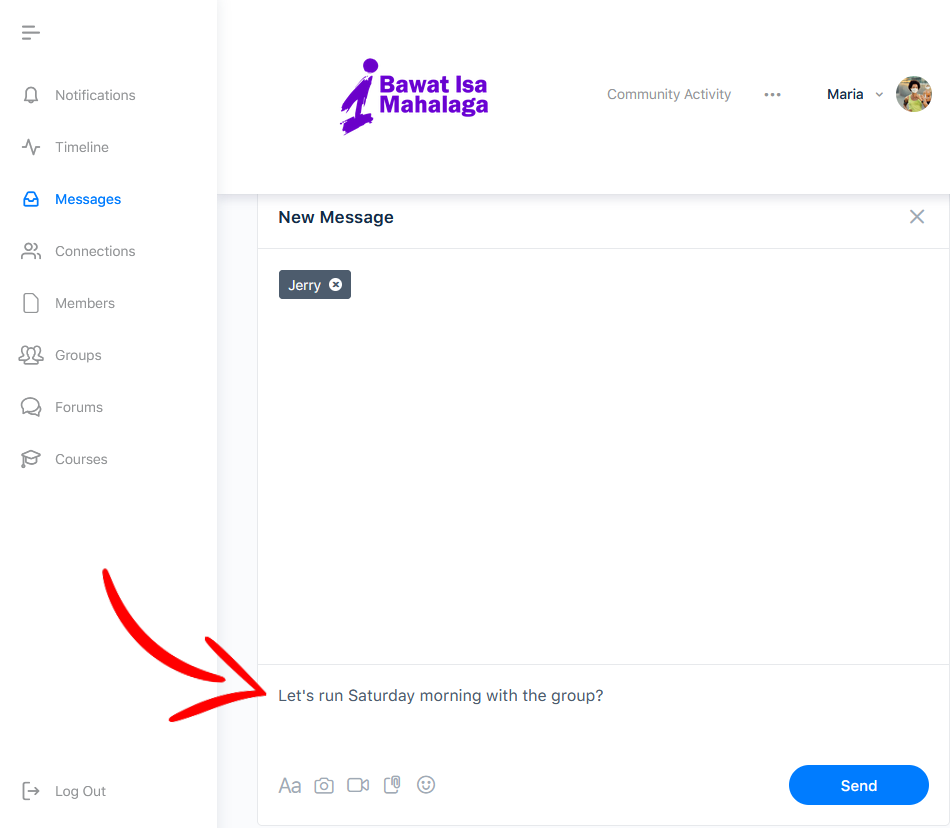 Notifications
Timeline
Messages
Connections
Members
Groups
Forums
Courses
Log Out
Bawat Isa
Mahalaga
Community Activity
Maria
New Message
Jerry
Let's run Saturday morning with the group?
Aa
Send